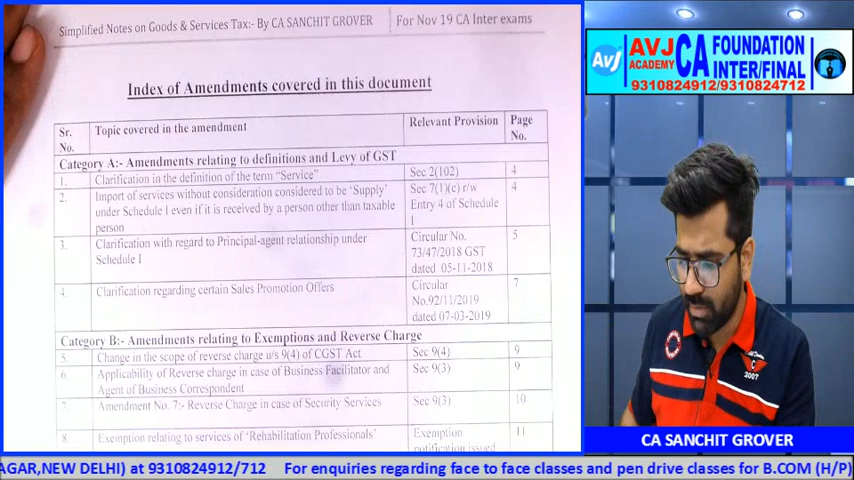 Simplified Notes on Goods & Services Tax:- By CA SANCHIT GROVER
For Nov 19 CA Inter exams
Index of Amendments covered in this document
Sr. No.
Topic covered in the amendment
Relevant Provision
Page No.
Category A:- Amendments relating to definitions and Levy of GST
1. Clarification in the definition of the term "Service" Sec 2(102) 4
2. Import of services without consideration considered to be 'Supply' Sec 7(1)(c) r/w 4
under Schedule I even if it is received by a person other than taxable Entry 4 of Schedule
person I
3. Clarification with regard to Principal-agent relationship under Circular No. 5
Schedule I 73/47/2018 GST
dated 05-11-2018
4. Clarification regarding certain Sales Promotion Offers Circular 7
No.92/11/2019
dated 07-03-2019
Category B:- Amendments relating to Exemptions and Reverse Charge
5. Change in the scope of reverse charge u/s 9(4) of CGST Act Sec 9(4) 9
6. Applicability of Reverse charge in case of Business Facilitator and Sec 9(3) 9
Agent of Business Correspondent
7. Amendment No. 7:- Reverse Charge in case of Security Services Sec 9(3) 10
8. Exemption relating to services of 'Rehabilitation Professionals' Exemption 11
notification issued
AVJ
AVJ ACADEMY
CA FOUNDATION
INTER/FINAL
9310824912/9310824712
2007
CA SANCHIT GROVER
AGAR,NEW DELHI) at 9310824912/712 For enquiries regarding face to face classes and pen drive classes for B.COM (H/P)